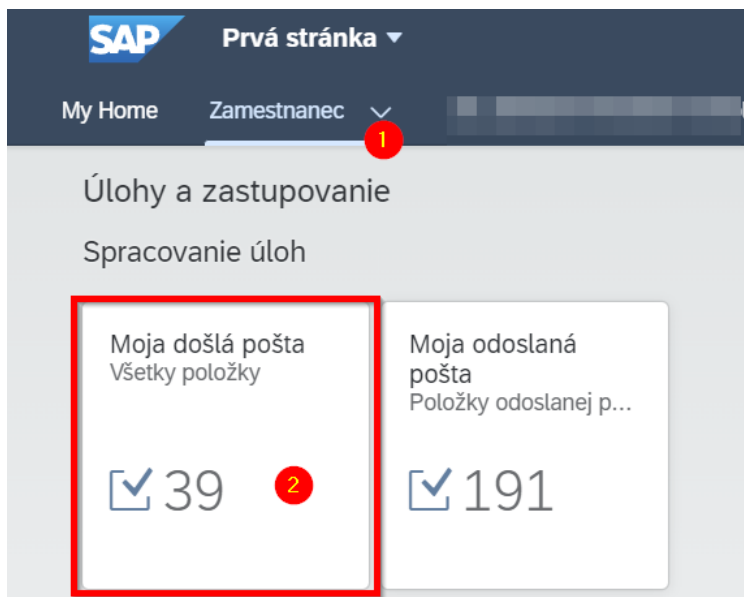 SAP Prvá stránka
My Home Zamestnanec
1
Úlohy a zastupovanie
Spracovanie úloh
Moja došlá pošta
Všetky položky
39
2
Moja odoslaná
pošta
Položky odoslanej p...
191